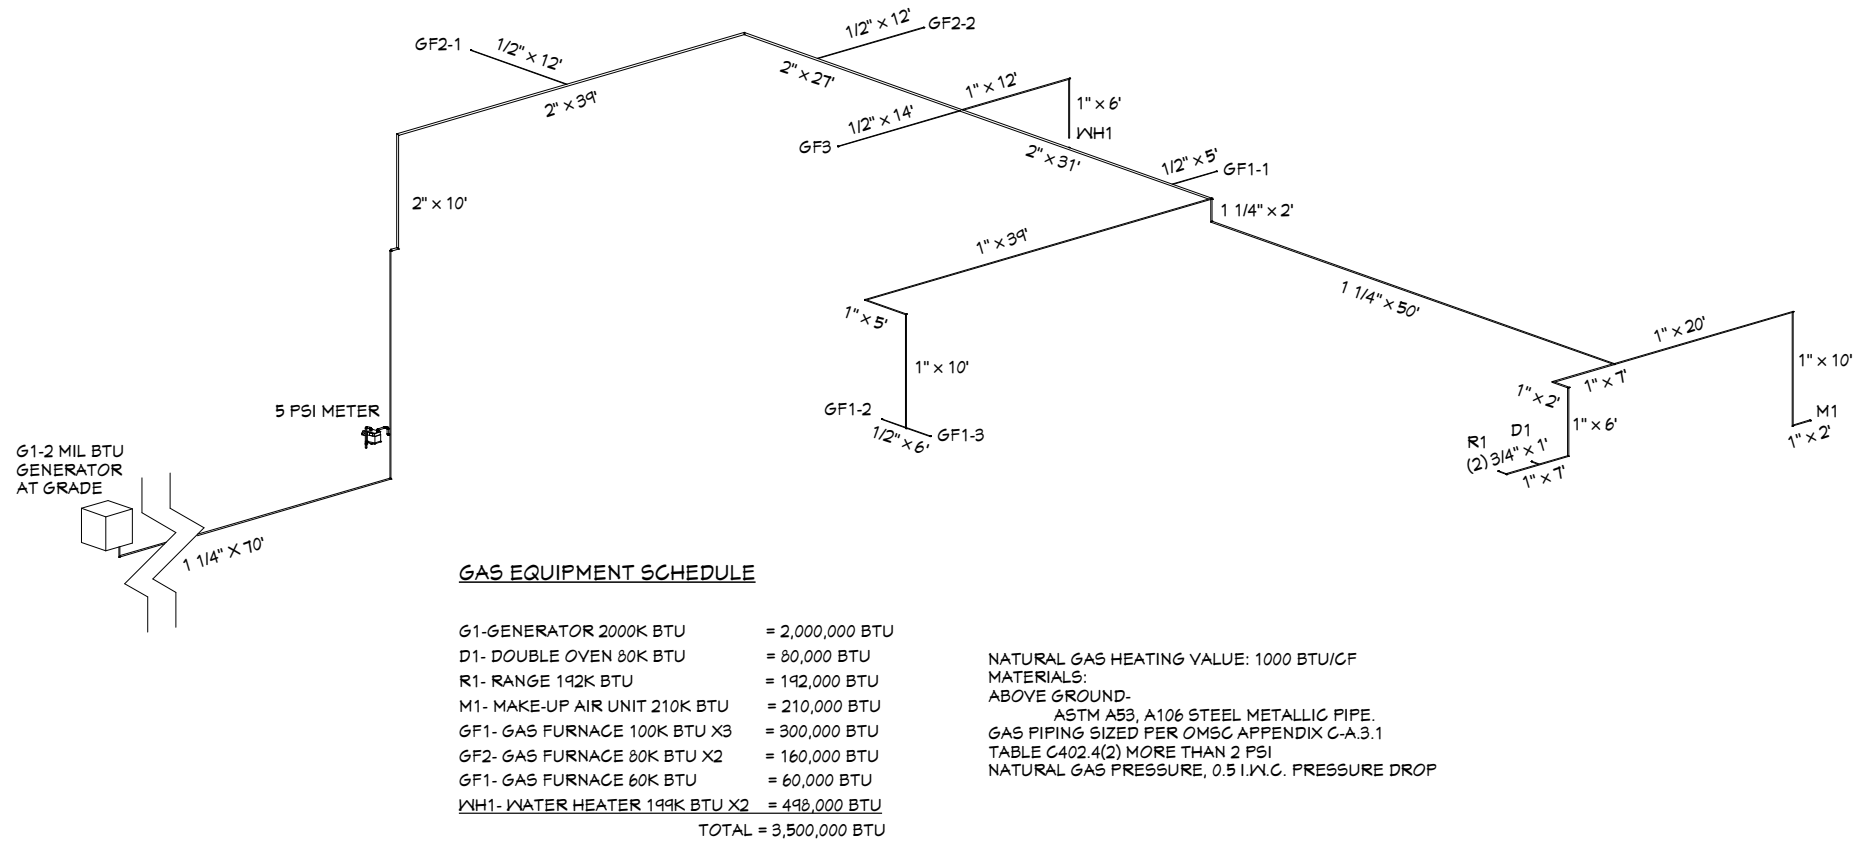 GF2-1
1/2" x 12'
2" x 39'
1/2" x 12'
GF2-2
2" x 27'
1" x 12'
1" x 6'
WH1
1/2" x 14'
GF3
2" x 31'
1/2" x 5'
GF1-1
2" x 10'
1 1/4" x 2'
1" x 39'
1" x 5'
1 1/4" x 50'
1" x 20'
1" x 10'
1" x 10'
1" x 7'
1" x 2'
1" x 6'
GF1-2
1/2" x 6'
GF1-3
M1
1" x 2'
D1
R1
(2) 3/4" x 1'
1" x 7'
5 PSI METER
G1-2 MIL BTU
GENERATOR
AT GRADE
1 1/4" X 70'
GAS EQUIPMENT SCHEDULE
G1-GENERATOR 2000K BTU = 2,000,000 BTU
D1- DOUBLE OVEN 80K BTU = 80,000 BTU
R1- RANGE 192K BTU = 192,000 BTU
M1- MAKE-UP AIR UNIT 210K BTU = 210,000 BTU
GF1- GAS FURNACE 100K BTU X3 = 300,000 BTU
GF2- GAS FURNACE 80K BTU X2 = 160,000 BTU
GF1- GAS FURNACE 60K BTU = 60,000 BTU
WH1- WATER HEATER 199K BTU X2 = 498,000 BTU
TOTAL = 3,500,000 BTU
NATURAL GAS HEATING VALUE: 1000 BTU/CF
MATERIALS:
ABOVE GROUND-
ASTM A53, A106 STEEL METALLIC PIPE.
GAS PIPING SIZED PER OMSC APPENDIX C-A.3.1
TABLE C402.4(2) MORE THAN 2 PSI
NATURAL GAS PRESSURE, 0.5 I.W.C. PRESSURE DROP